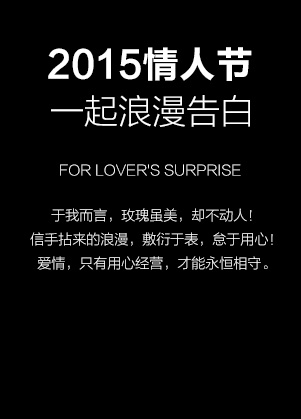 2015情人节
一起浪漫告白
FOR LOVER'S SURPRISE
于我而言，玫瑰虽美，却不动人！
信手拈来的浪漫，敷衍于表，怠于用心！
爱情，只有用心经营，才能永恒相守。